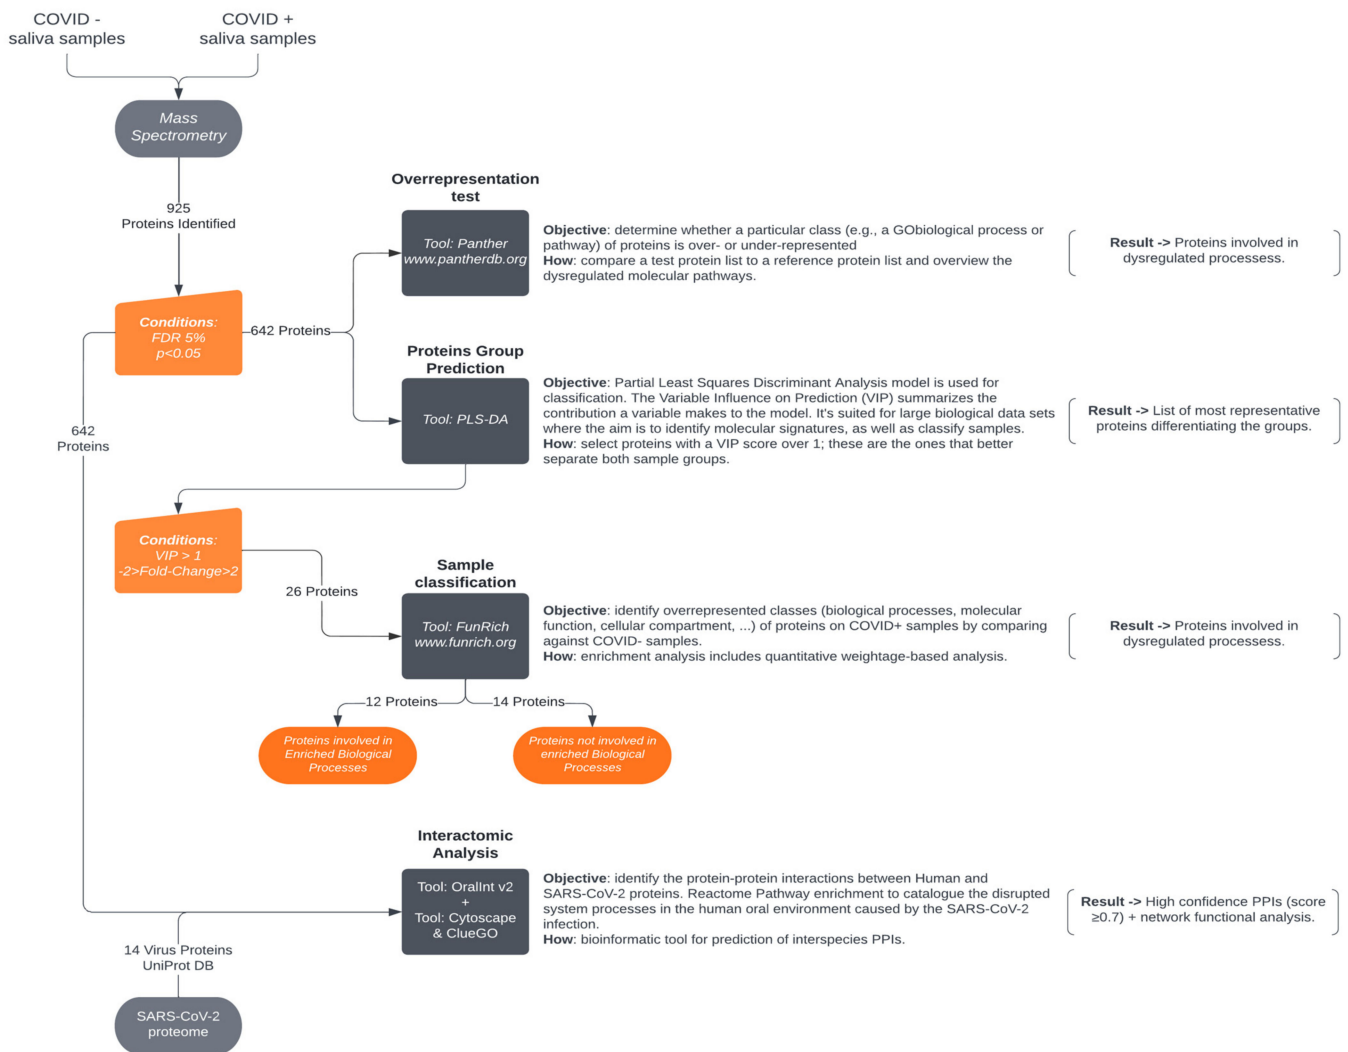 COVID -
saliva samples
COVID +
saliva samples
Mass
Spectrometry
925
Proteins Identified
Conditions:
FDR 5%
p<0.05
642 Proteins
642
Proteins
Overrepresentation
test
Tool: Panther
www.pantherdb.org
Objective: determine whether a particular class (e.g., a GObiological process or
pathway) of proteins is over- or under-represented
How: compare a test protein list to a reference protein list and overview the
dysregulated molecular pathways.
Result -> Proteins involved in
dysregulated processess.
Proteins Group
Prediction
Tool: PLS-DA
Objective: Partial Least Squares Discriminant Analysis model is used for
classification. The Variable Influence on Prediction (VIP) summarizes the
contribution a variable makes to the model. It's suited for large biological data sets
where the aim is to identify molecular signatures, as well as classify samples.
How: select proteins with a VIP score over 1; these are the ones that better
separate both sample groups.
Result -> List of most representative
proteins differentiating the groups.
Conditions:
VIP > 1
-2>Fold-Change>2
26 Proteins
Sample
classification
Tool: FunRich
www.funrich.org
Objective: identify overrepresented classes (biological processes, molecular
function, cellular compartment, ...) of proteins on COVID+ samples by comparing
against COVID- samples.
How: enrichment analysis includes quantitative weightage-based analysis.
Result -> Proteins involved in
dysregulated processess.
12 Proteins
14 Proteins
Proteins involved in
Enriched Biological
Processes
Proteins not involved in
enriched Biological
Processes
Interactomic
Analysis
Tool: OralInt v2
+
Tool: Cytoscape
& ClueGO
Objective: identify the protein-protein interactions between Human and
SARS-CoV-2 proteins. Reactome Pathway enrichment to catalogue the disrupted
system processes in the human oral environment caused by the SARS-CoV-2
infection.
How: bioinformatic tool for prediction of interspecies PPIs.
Result -> High confidence PPIs (score
≥0.7) + network functional analysis.
14 Virus Proteins
UniProt DB
SARS-CoV-2
proteome